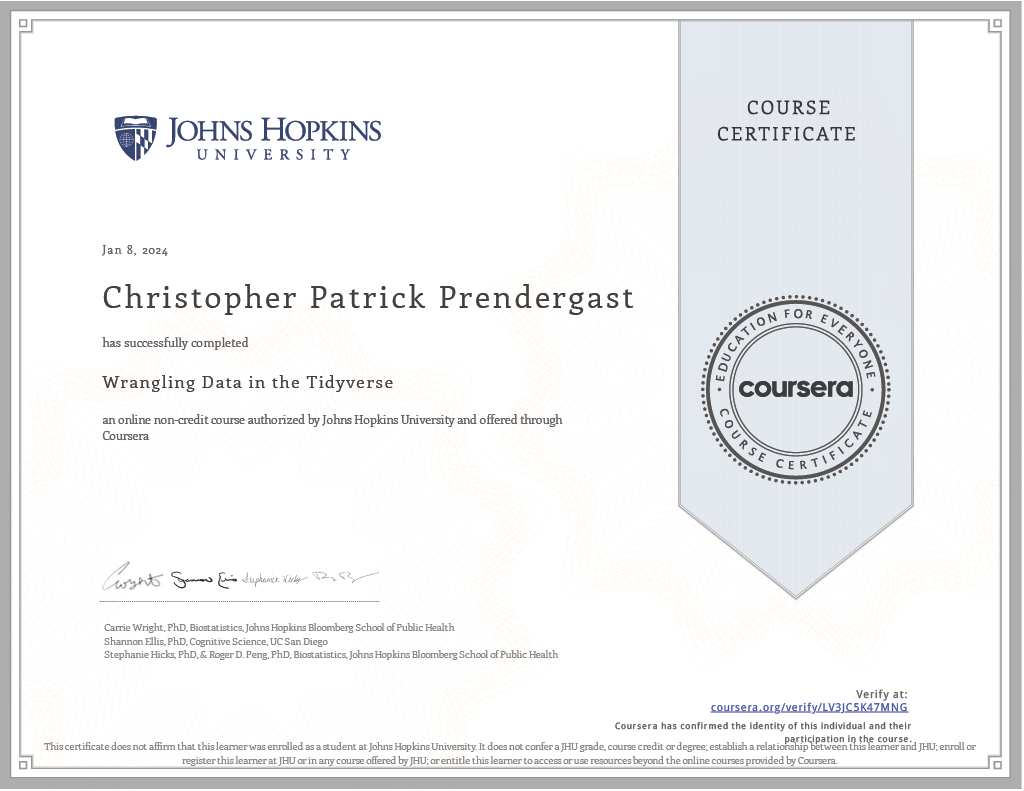 JOHNS HOPKINS
UNIVERSITY
COURSE
CERTIFICATE
Jan 8, 2024
Christopher Patrick Prendergast
has successfully completed
Wrangling Data in the Tidyverse
an online non-credit course authorized by Johns Hopkins University and offered through
Coursera
EDUCATION FOR EVERYONE
coursera
COURSE CERTIFICATE
Carrie Wright, PhD, Biostatistics, Johns Hopkins Bloomberg School of Public Health
Shannon Ellis, PhD, Cognitive Science, UC San Diego
Stephanie Hicks, PhD, & Roger D. Peng, PhD, Biostatistics, Johns Hopkins Bloomberg School of Public Health
Verify at:
coursera.org/verify/LV3JC5K47MNG
Coursera has confirmed the identity of this individual and their
participation in the course.
This certificate does not affirm that this learner was enrolled as a student at Johns Hopkins University. It does not confer a JHU grade, course credit or degree; establish a relationship between this learner and JHU; enroll or
register this learner at JHU or in any course offered by JHU; or entitle this learner to access or use resources beyond the online courses provided by Coursera.